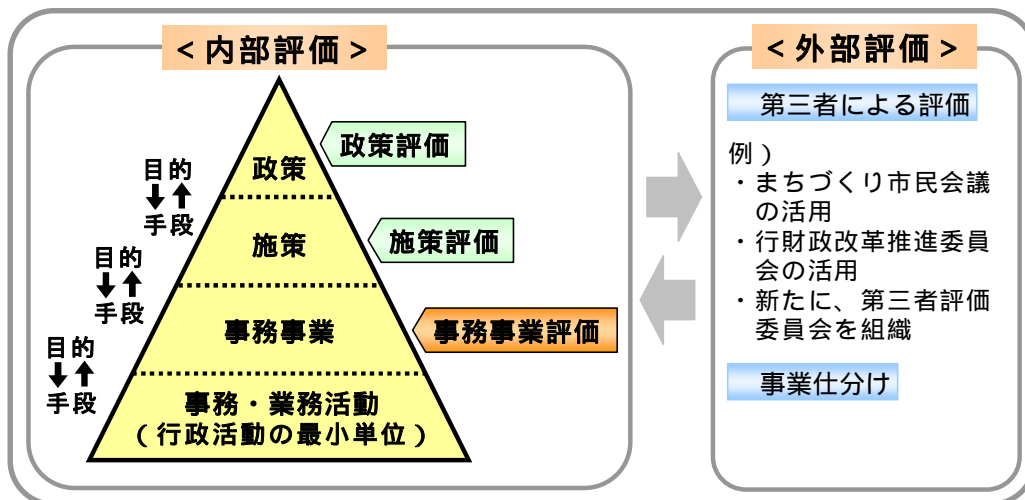 ＜内部評価＞
政策
施策
事務事業
事務・業務活動
（行政活動の最小単位）
目的
手段
目的
手段
目的
手段
政策評価
施策評価
事務事業評価
＜外部評価＞
第三者による評価
例）
・まちづくり市民会議
の活用
・行財政改革推進委員
会の活用
・新たに、第三者評価
委員会を組織
事業仕分け